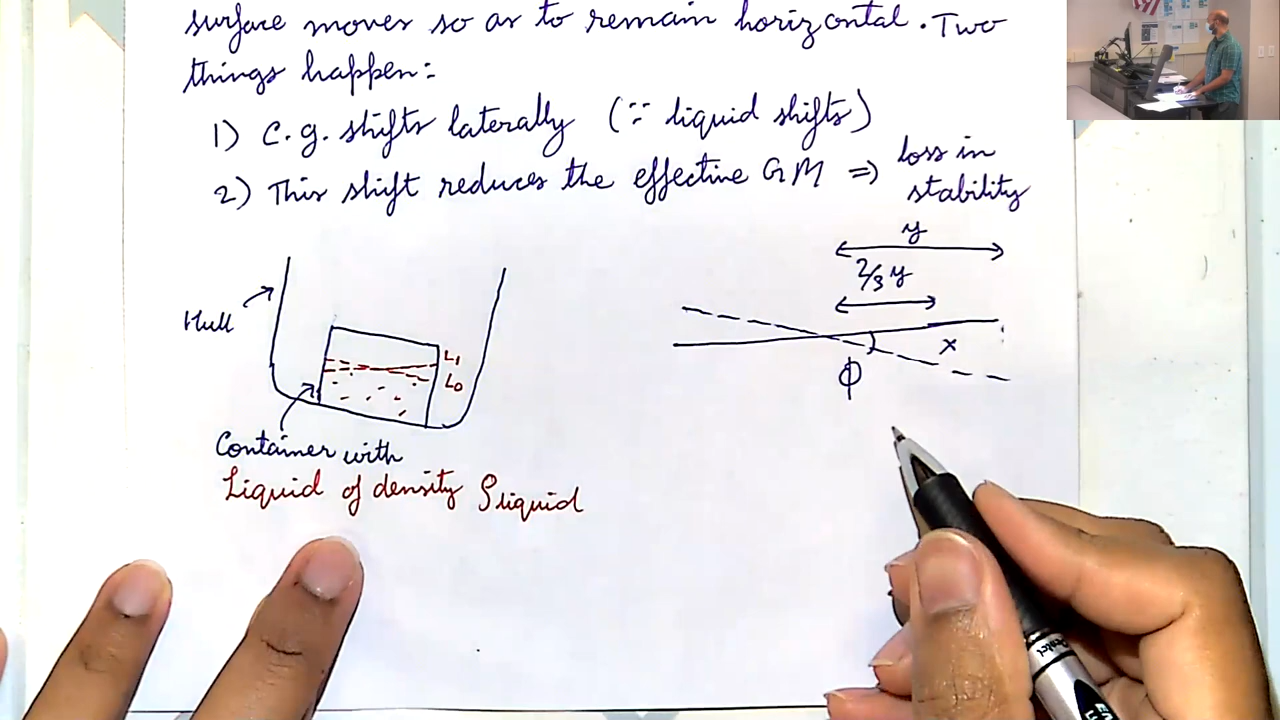 surface moves so as to remain horizontal. Two
things happen:
1) C.g. shifts laterally (∵ liquid shifts)
2) This shift reduces the effective GM ⇒ loss in
stability
y
2/3 y
Hull
L1
L0
x
ϕ
Container with
Liquid of density ρliquid